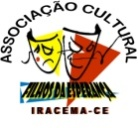 ASSOCIAÇÃO CULTURAL
FILHOS DA ESPERANÇA
IRACEMA-CE